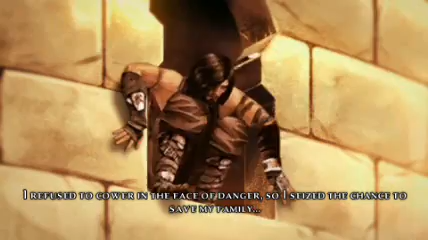 I refused to cower in the face of danger, so I seized the chance to
save my family...